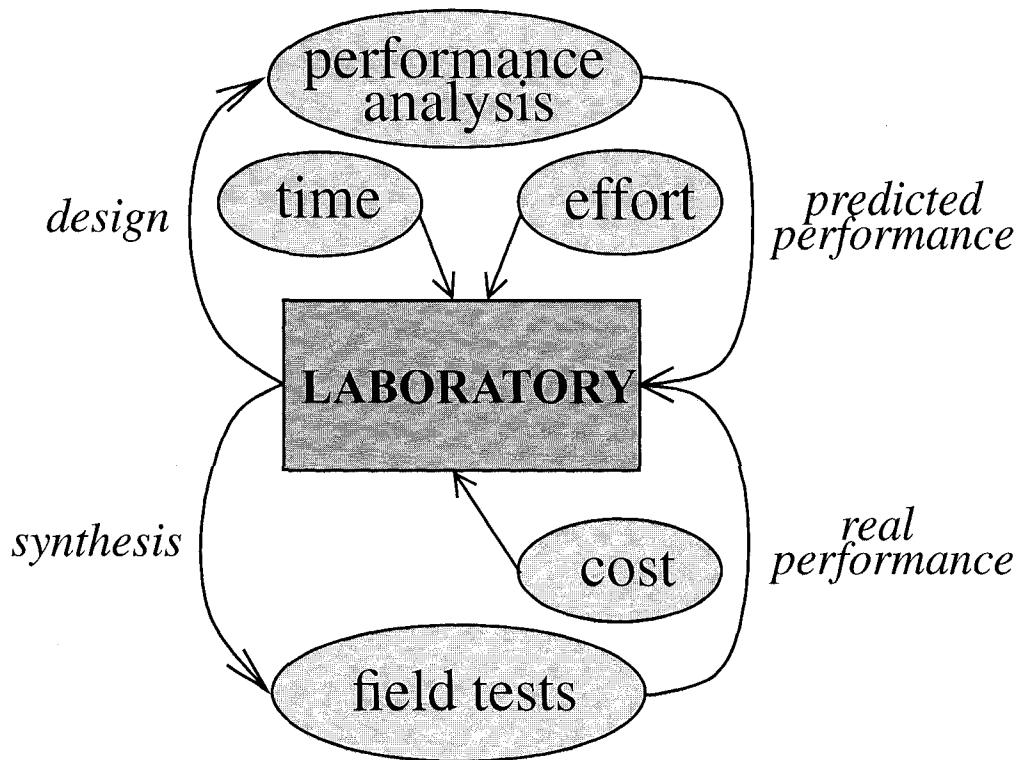 performance
analysis
time
effort
design
predicted
performance
LABORATORY
synthesis
real
performance
cost
field tests